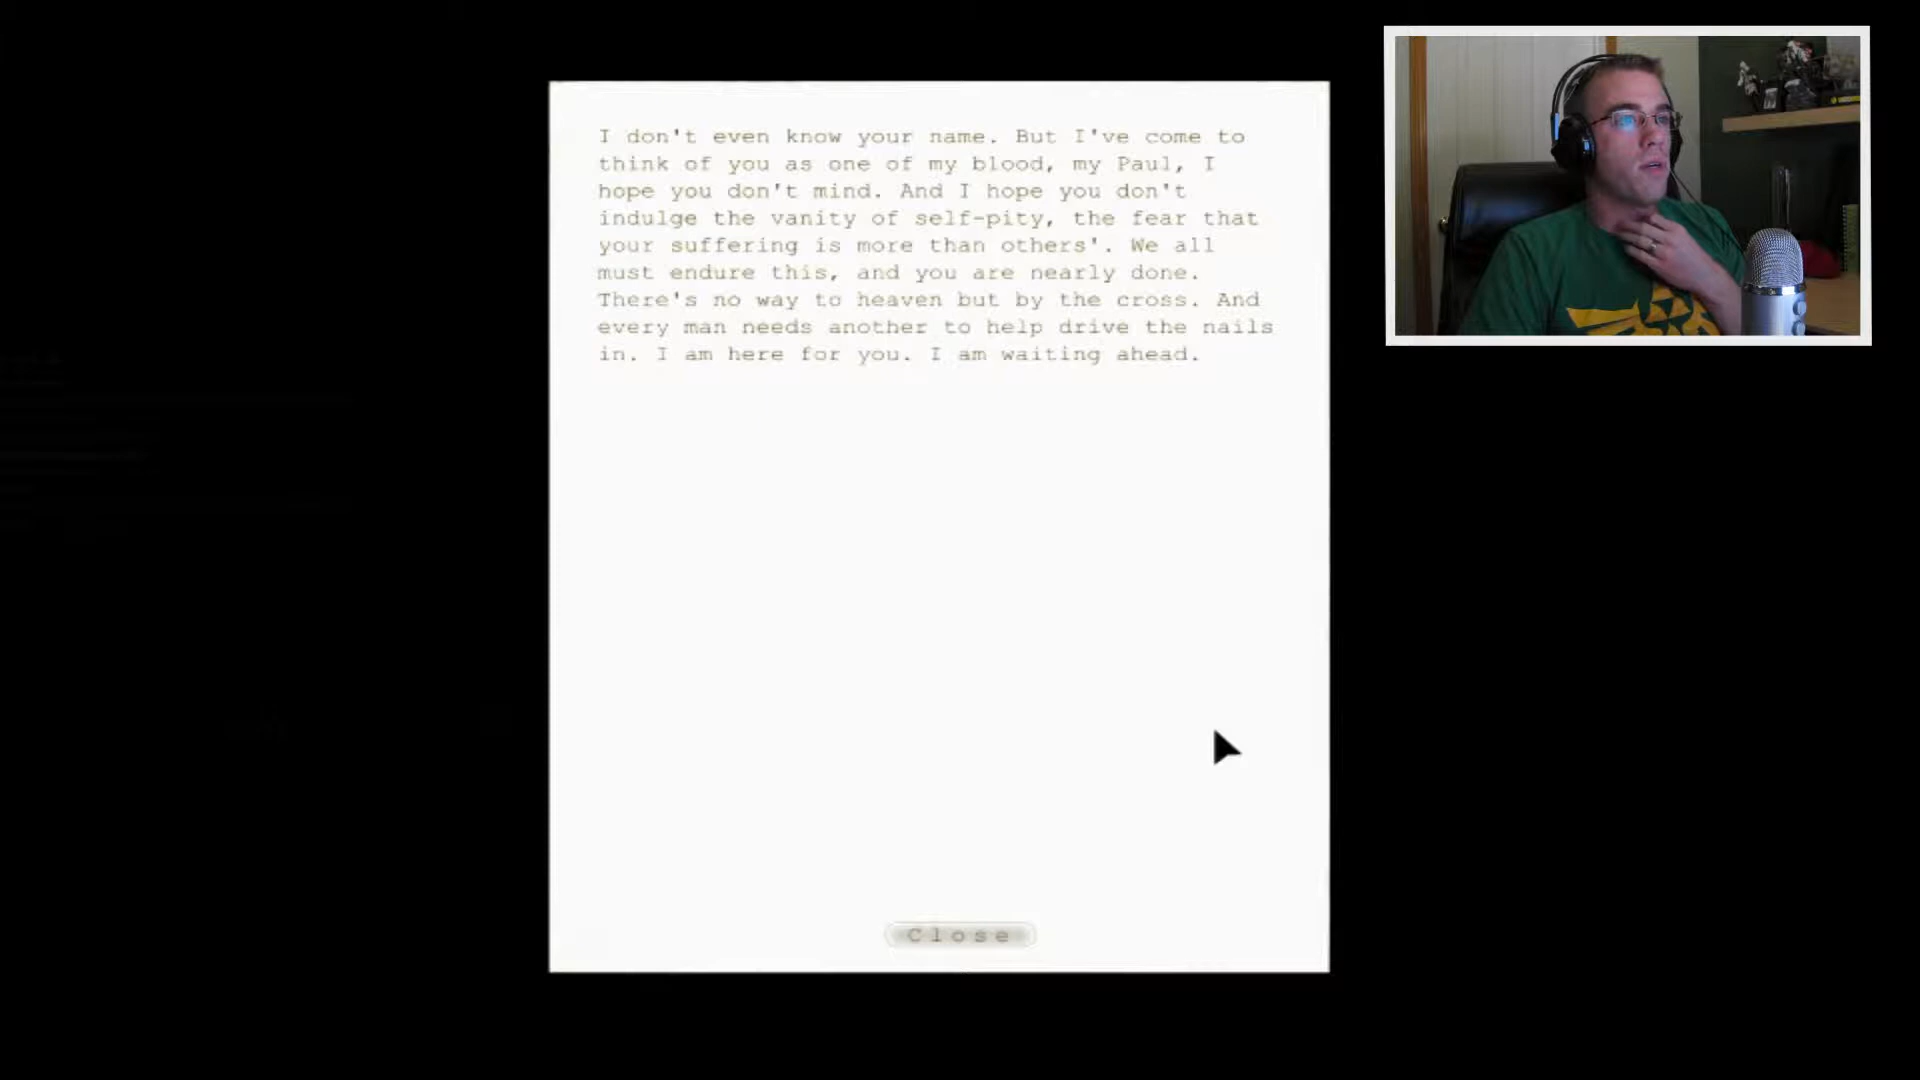 I don't even know your name. But I've come to
think of you as one of my blood, my Paul, I
hope you don't mind. And I hope you don't
indulge the vanity of self-pity, the fear that
your suffering is more than others'. We all
must endure this, and you are nearly done.
There's no way to heaven but by the cross. And
every man needs another to help drive the nails
in. I am here for you. I am waiting ahead.
Close